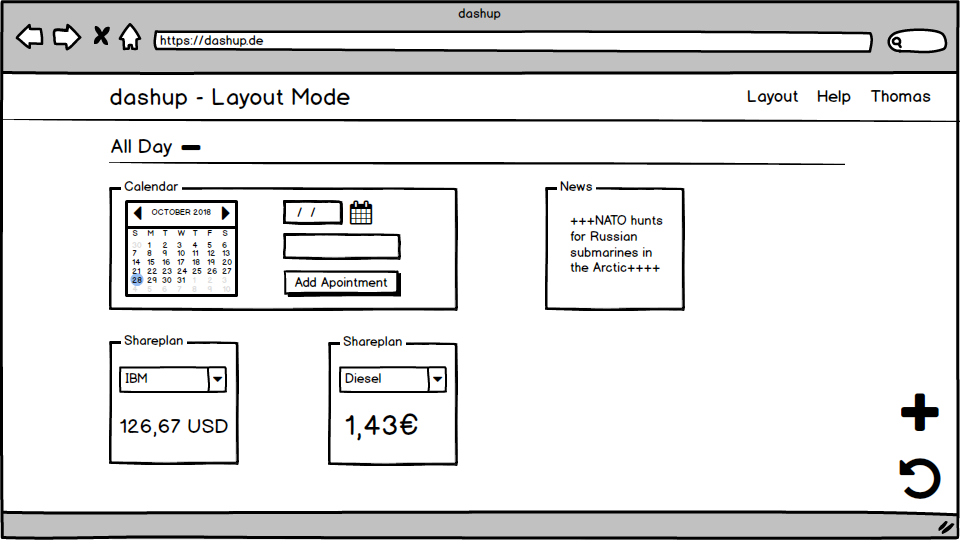 dashup
https://dashup.de
dashup - Layout Mode
Layout Help Thomas
All Day
Calendar
OCTOBER 2018
S M T W T F S
30 1 2 3 4 5 6
7 8 9 10 11 12 13
14 15 16 17 18 19 20
21 22 23 24 25 26 27
28 29 30 31 1 2 3
4 5 6 7 8 9 10
/ /
Add Apointment
News
+++NATO hunts
for Russian
submarines in
the Arctic++++
Shareplan
IBM
126,67 USD
Shareplan
Diesel
1,43€